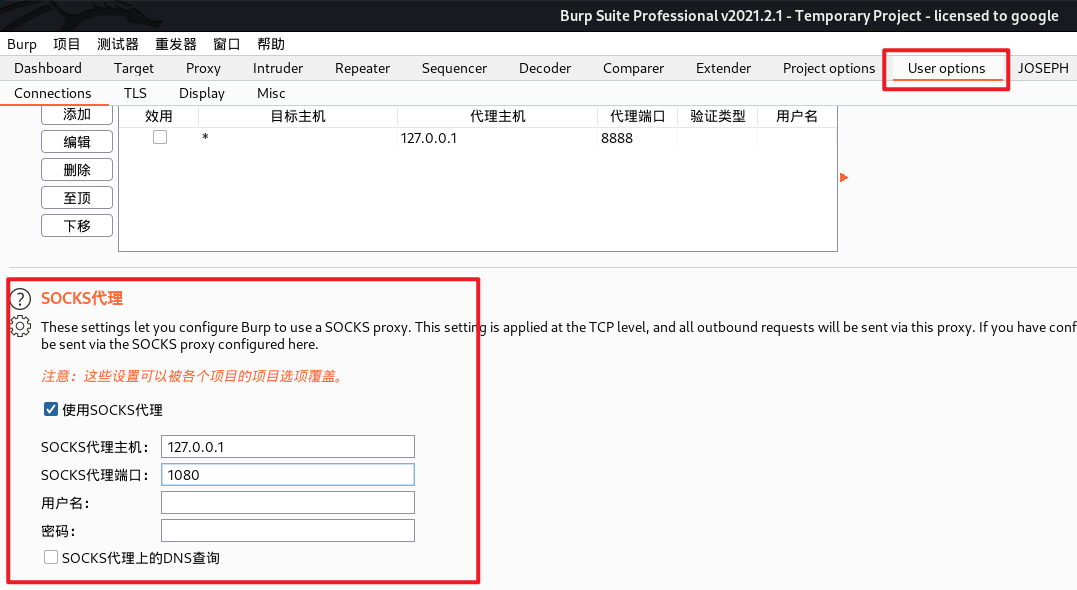 Burp Suite Professional v2021.2.1 - Temporary Project - licensed to google
Burp 项目 测试器 重发器 窗口 帮助
Dashboard Target Proxy Intruder Repeater Sequencer Decoder Comparer Extender Project options User options JOSEPH
Connections TLS Display Misc
添加 效用 目标主机 代理主机 代理端口 验证类型 用户名
编辑 * 127.0.0.1 8888
删除
至顶
下移
? SOCKS代理
These settings let you configure Burp to use a SOCKS proxy. This setting is applied at the TCP level, and all outbound requests will be sent via this proxy. If you have conf
be sent via the SOCKS proxy configured here.
注意：这些设置可以被各个项目的项目选项覆盖。
使用SOCKS代理
SOCKS代理主机： 127.0.0.1
SOCKS代理端口： 1080
用户名：
密码：
SOCKS代理上的DNS查询